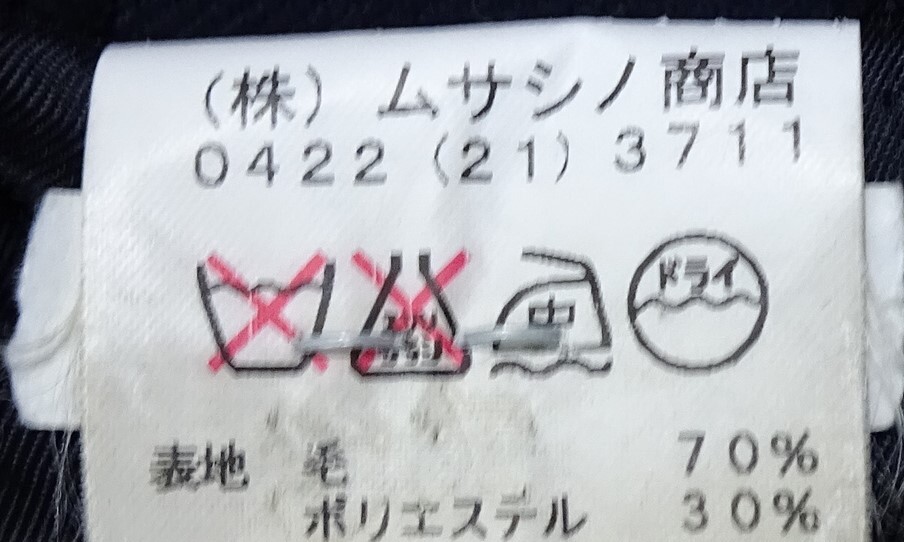 （株）ムサシノ商店
0422（21）3711
中 ドライ
表地 毛 70%
ポリエステル 30%